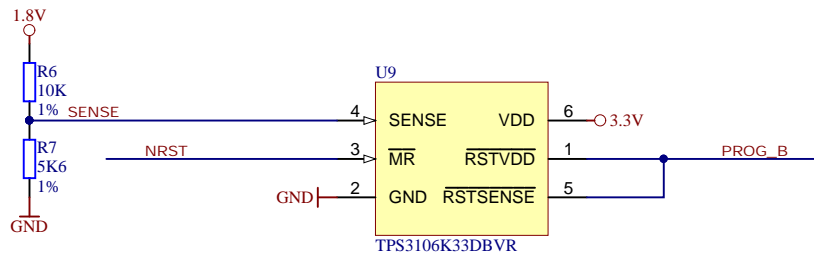 1.8V
R6
10K
1%
SENSE
R7
5K6
1%
GND
NRST
GND
U9
4 SENSE VDD 6 3.3V
3 MR RSTVDD 1 PROG_B
2 GND RSTSENSE 5
TPS3106K33DBVR